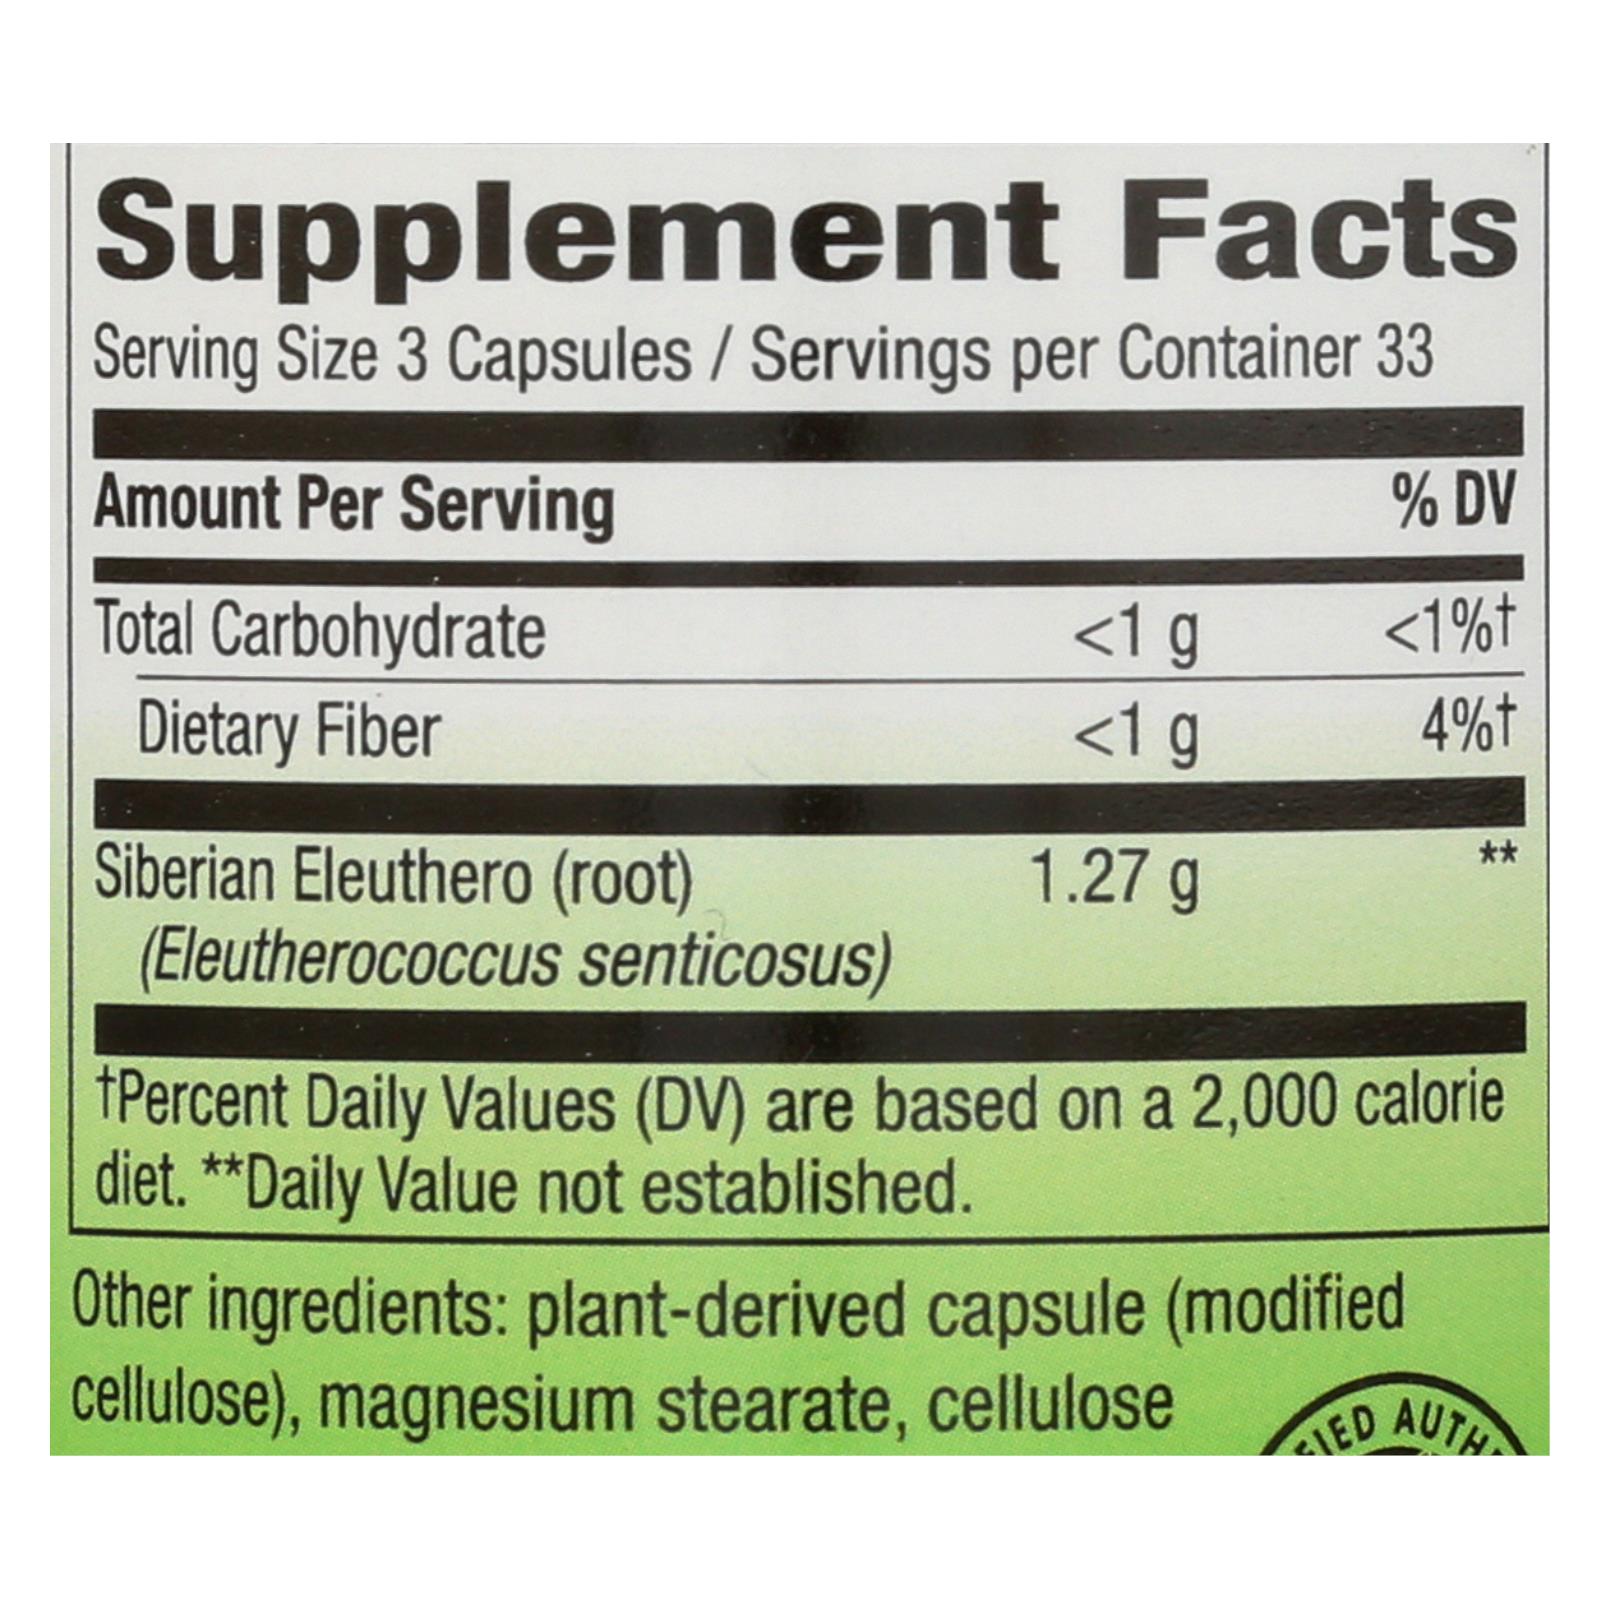 Supplement Facts
Serving Size 3 Capsules / Servings per Container 33
Amount Per Serving % DV
Total Carbohydrate <1 g <1%†
Dietary Fiber <1 g 4%†
Siberian Eleuthero (root) 1.27 g **
(Eleutherococcus senticosus)
†Percent Daily Values (DV) are based on a 2,000 calorie
diet. **Daily Value not established.
Other ingredients: plant-derived capsule (modified
cellulose), magnesium stearate, cellulose